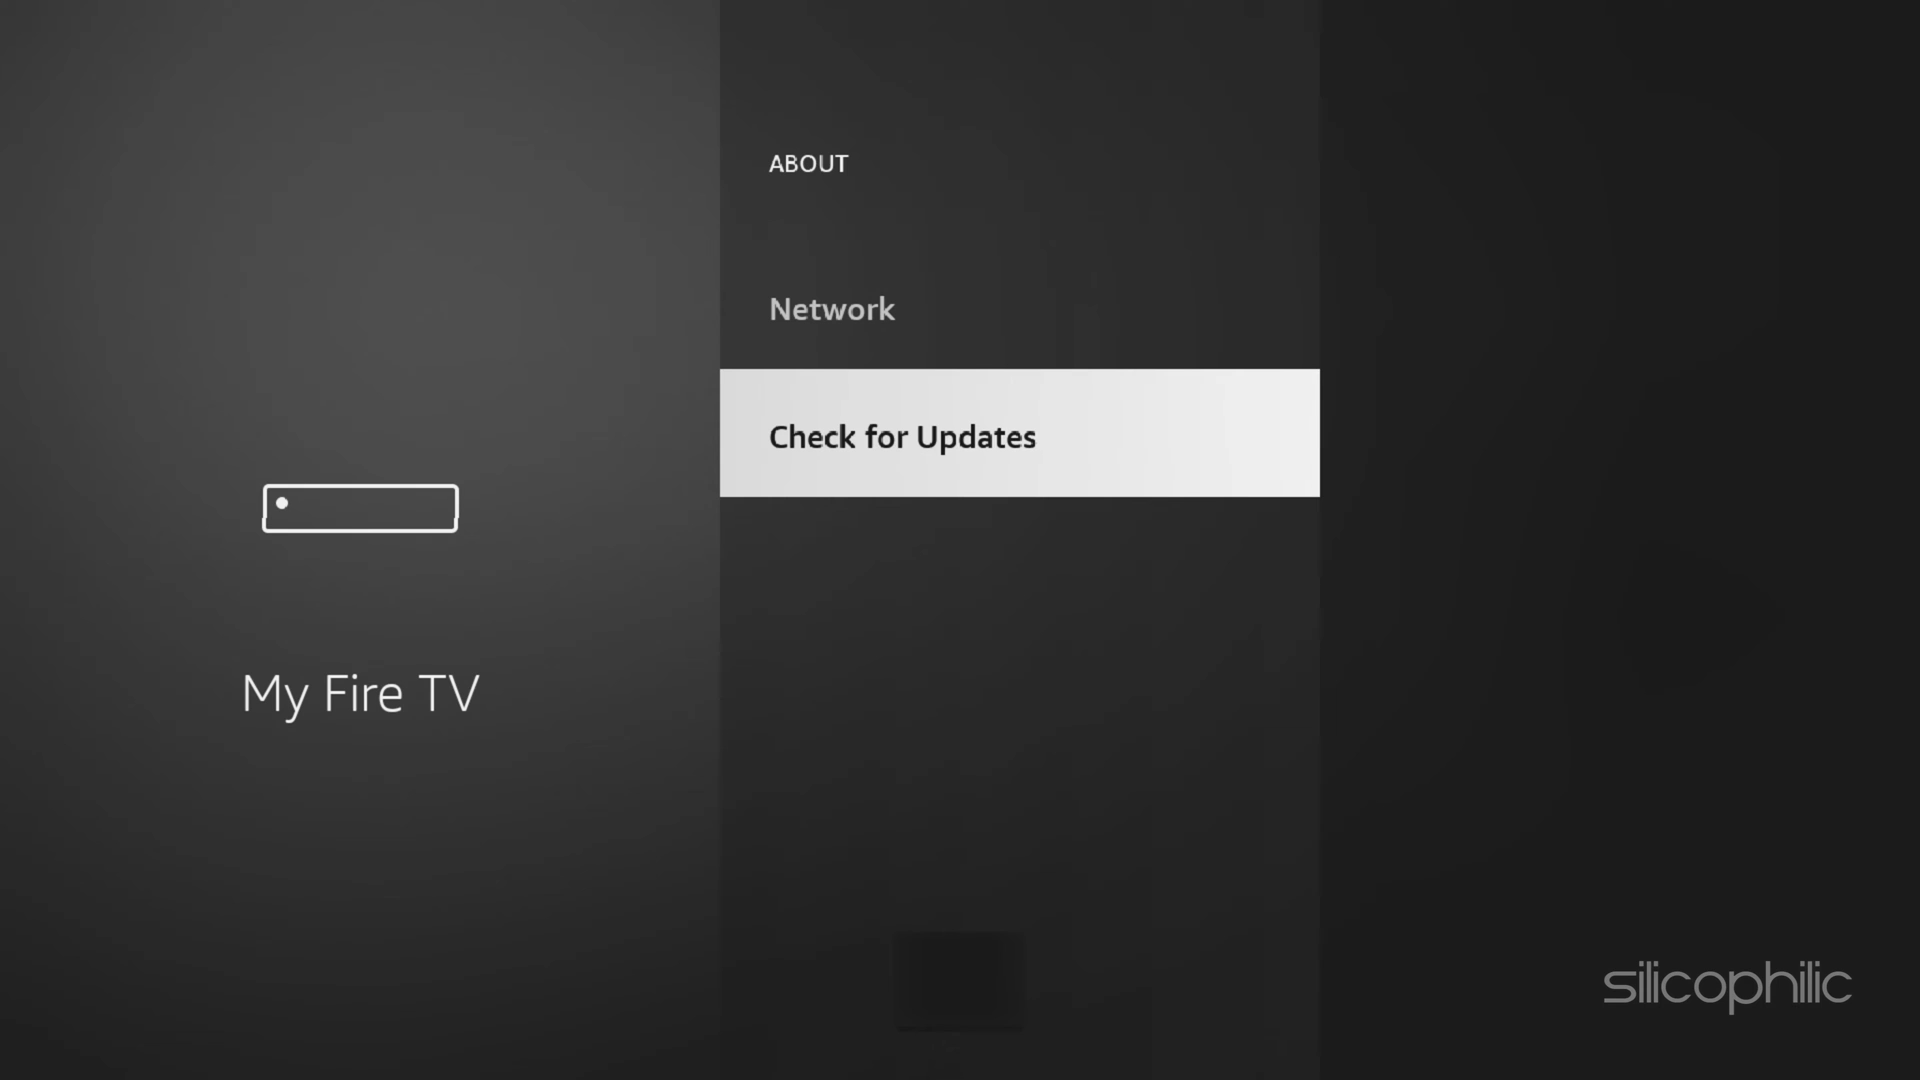 ABOUT
Network
Check for Updates
My Fire TV
silicophilic